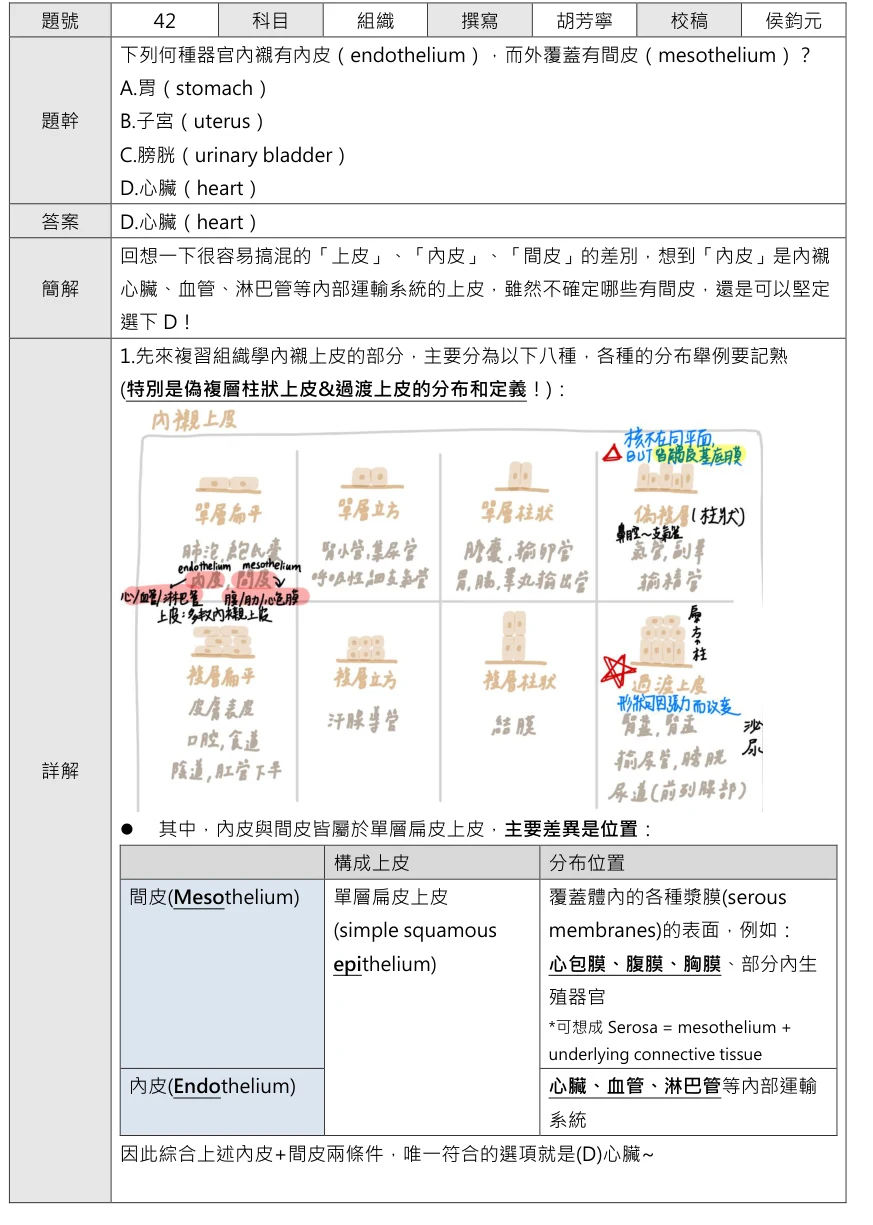 題號 42 科目 組織 撰寫 胡芳寧 校稿 侯鈞元
題幹
下列何種器官內襯有內皮（endothelium），而外覆蓋有間皮（mesothelium）？
A.胃（stomach）
B.子宮（uterus）
C.膀胱（urinary bladder）
D.心臟（heart）
答案
D.心臟（heart）
簡解
回想一下很容易搞混的「上皮」、「內皮」、「間皮」的差別，想到「內皮」是內襯
心臟、血管、淋巴管等內部運輸系統的上皮，雖然不確定哪些有間皮，還是可以堅定
選下 D！
詳解
1.先來複習組織學內襯上皮的部分，主要分為以下八種，各種的分布舉例要記熟
(特別是偽複層柱狀上皮&過渡上皮的分布和定義！)：
內襯上皮
單層扁平
肺泡,鮑氏囊
endothelium mesothelium
內皮,間皮
心/血管/淋巴管 腹/肋/心包膜
上皮:多數內襯上皮
單層立方
腎小管,集尿管
呼吸性細支氣管
單層柱狀
膽囊,輸卵管
胃,腸,睪丸輸出管
核不在同平面,
BUT 皆觸及基底膜
偽複層(柱狀)
鼻腔~支氣管
氣管,副睪
輸精管
複層扁平
皮膚表皮
口腔,食道
陰道,肛管下半
複層立方
汗腺導管
複層柱狀
結膜
扁方柱
過渡上皮
形狀可因張力而改變
腎盞,腎盂
輸尿管,膀胱
尿道(前列腺部)
泌尿
● 其中，內皮與間皮皆屬於單層扁皮上皮，主要差異是位置：
構成上皮 分布位置
間皮(Mesothelium)
單層扁皮上皮
(simple squamous
epithelium)
覆蓋體內的各種漿膜(serous
membranes)的表面，例如：
心包膜、腹膜、胸膜、部分內生
殖器官
*可想成 Serosa = mesothelium +
underlying connective tissue
內皮(Endothelium)
心臟、血管、淋巴管等內部運輸
系統
因此綜合上述內皮+間皮兩條件，唯一符合的選項就是(D)心臟~